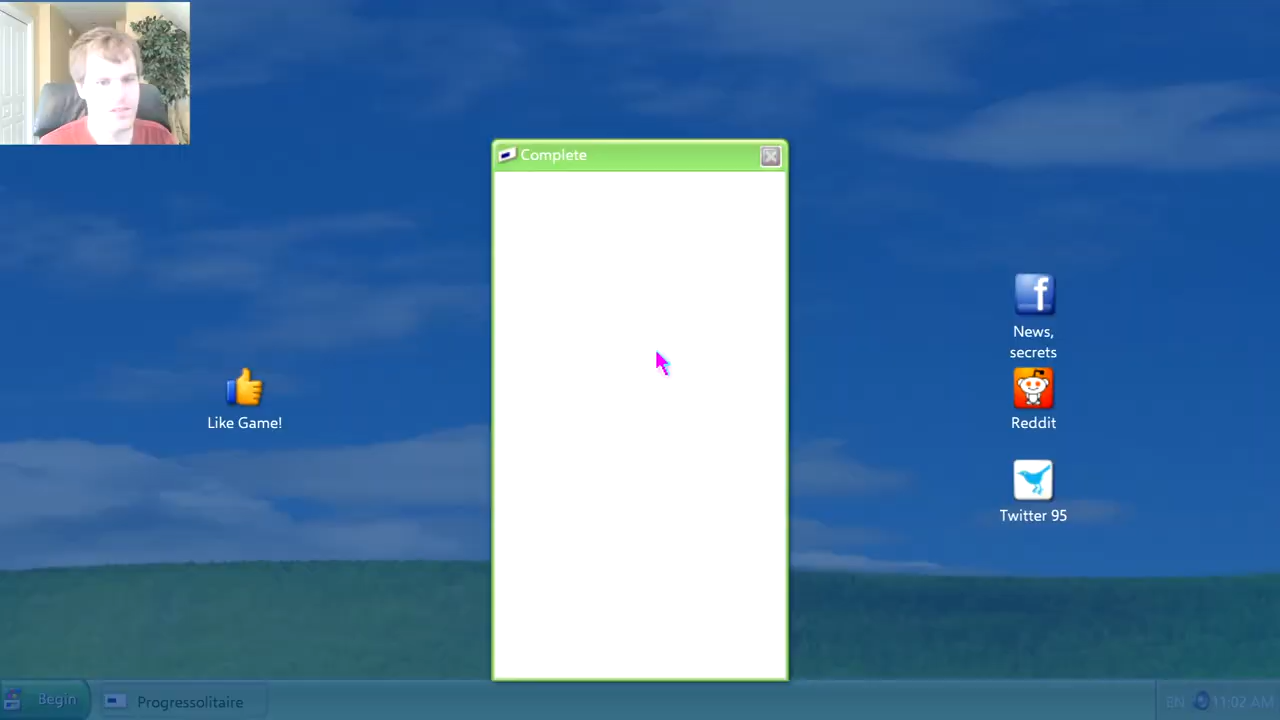 Complete
News,
secrets
Like Game!
Reddit
Twitter 95
Begin
Progressolitaire
EN
11:02 AM